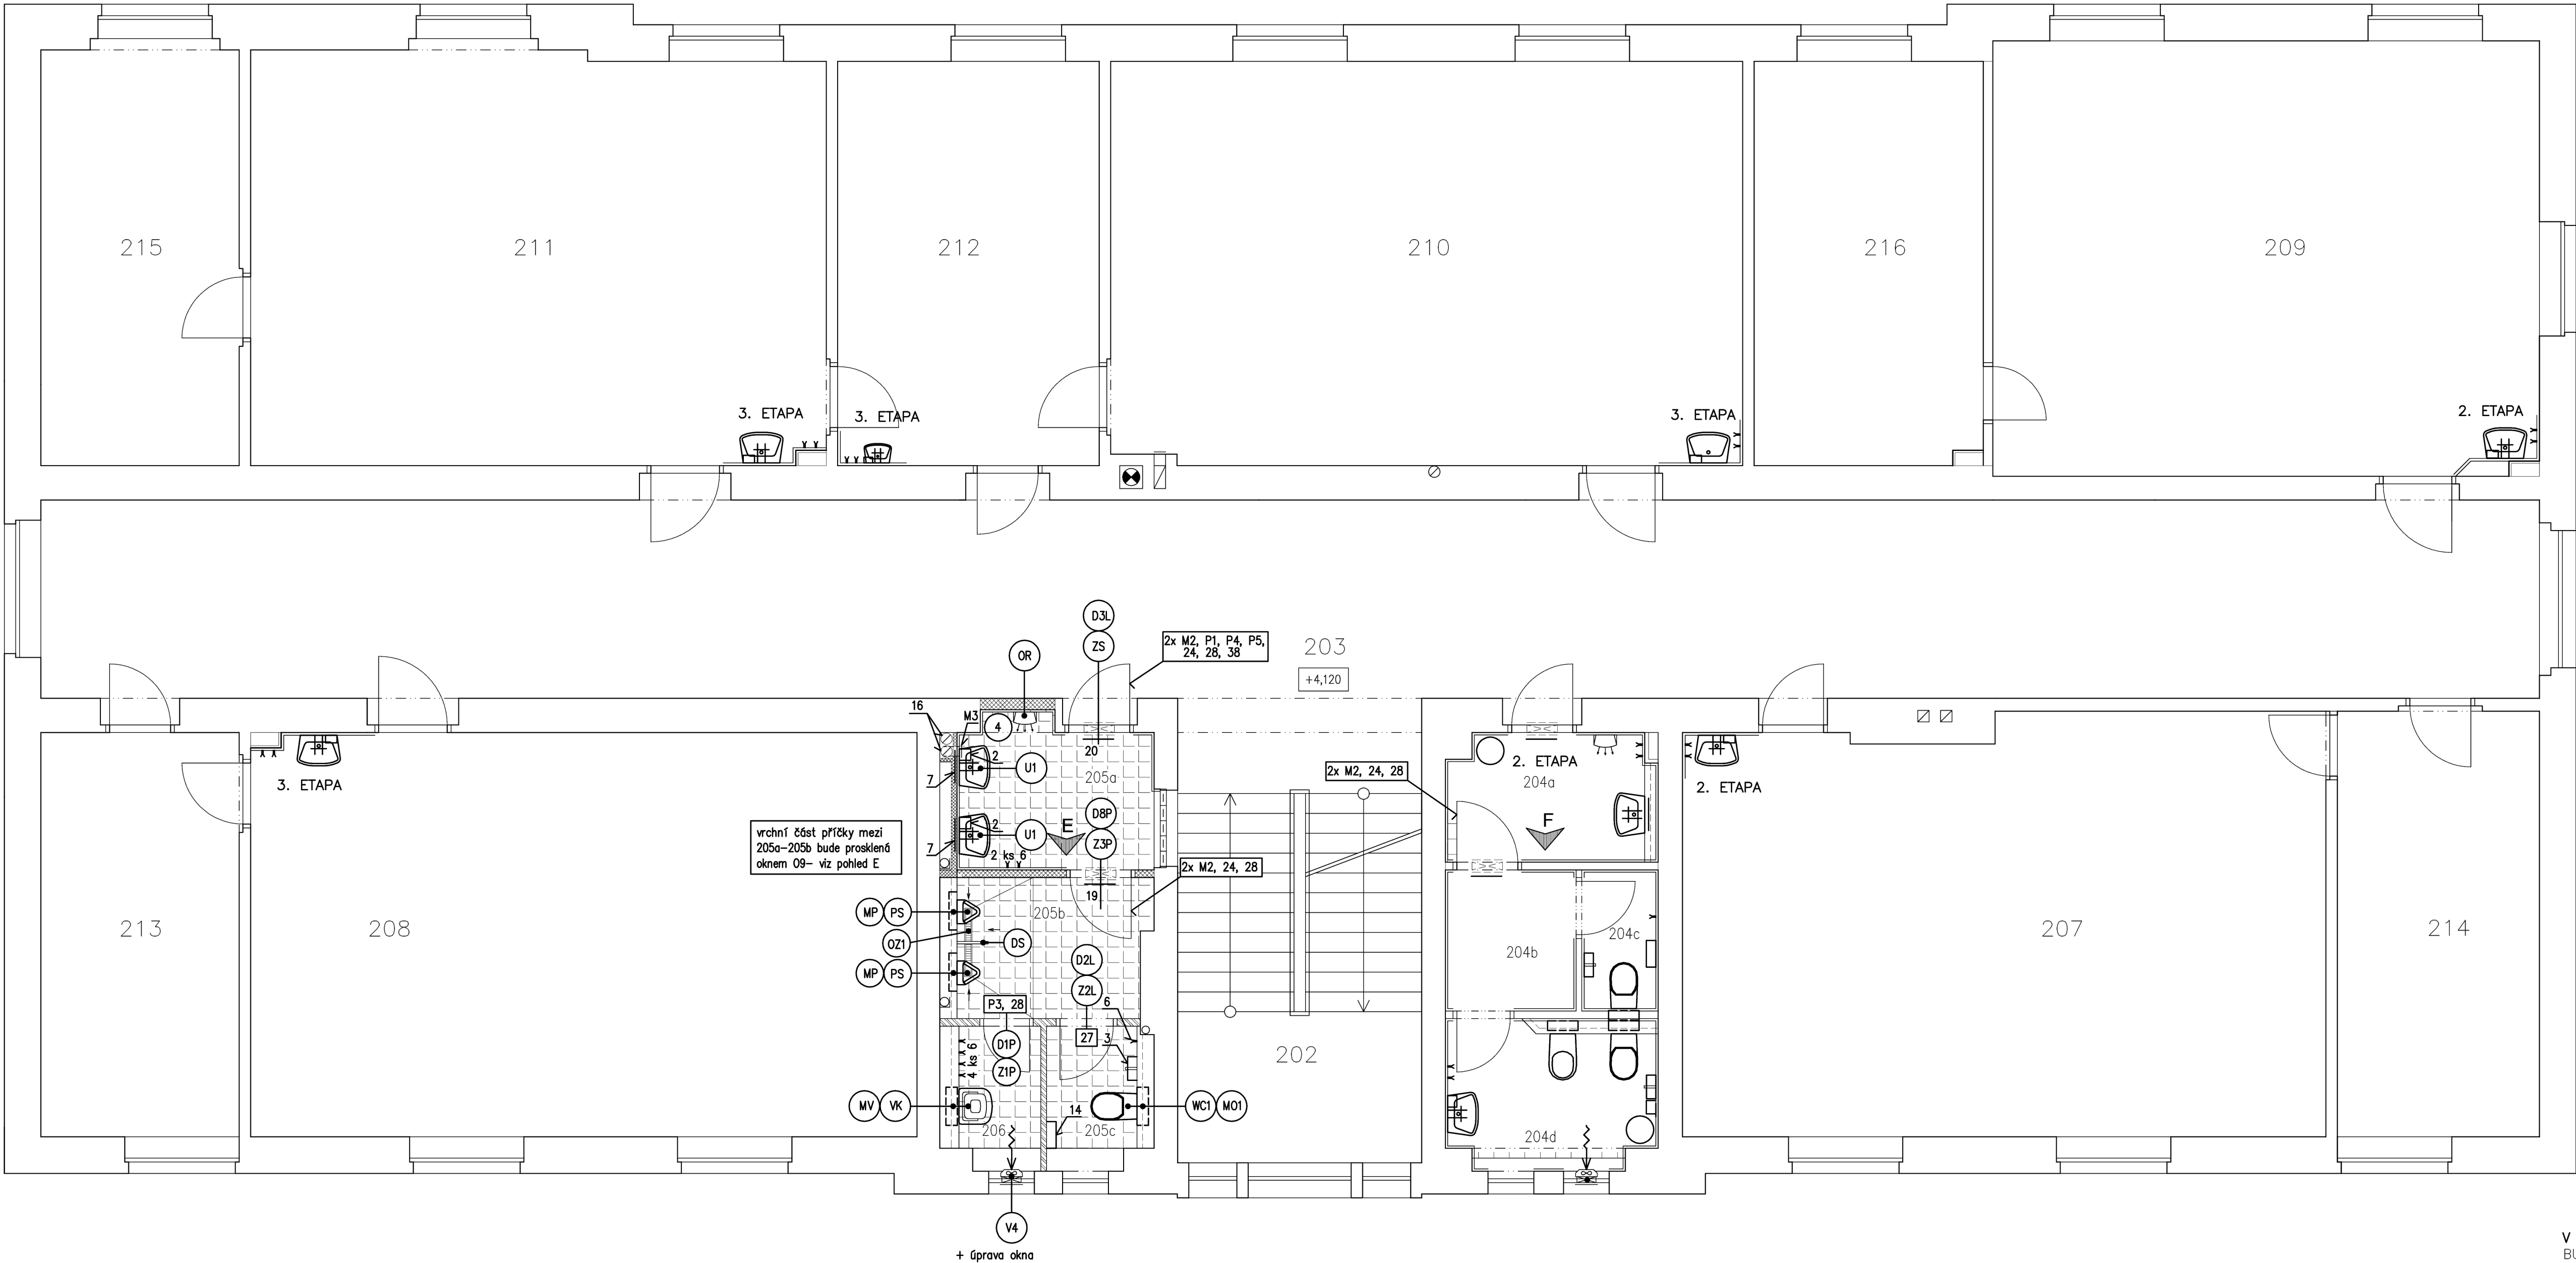 215
211
212
210
216
209
3. ETAPA
3. ETAPA
3. ETAPA
2. ETAPA
D3L
ZS
2x M2, P1, P4, P5,
24, 28, 38
203
+4,120
OR
16
M3
4
20
2
U1
205a
7
3. ETAPA
2x M2, 24, 28
2. ETAPA
204a
2. ETAPA
D8P
E
Z3P
2
U1
7
2 ks 6
F
vrchní část příčky mezi
205a-205b bude prosklená
oknem O9- viz pohled E
2x M2, 24, 28
19
MP
PS
205b
213
208
OZ1
DS
204c
204b
207
214
MP
PS
D2L
Z2L
P3, 28
6
27
3
D1P
Z1P
4 ks 6
202
MV
VK
14
WC1
MO1
206
205c
204d
V4
+ úprava okna
V